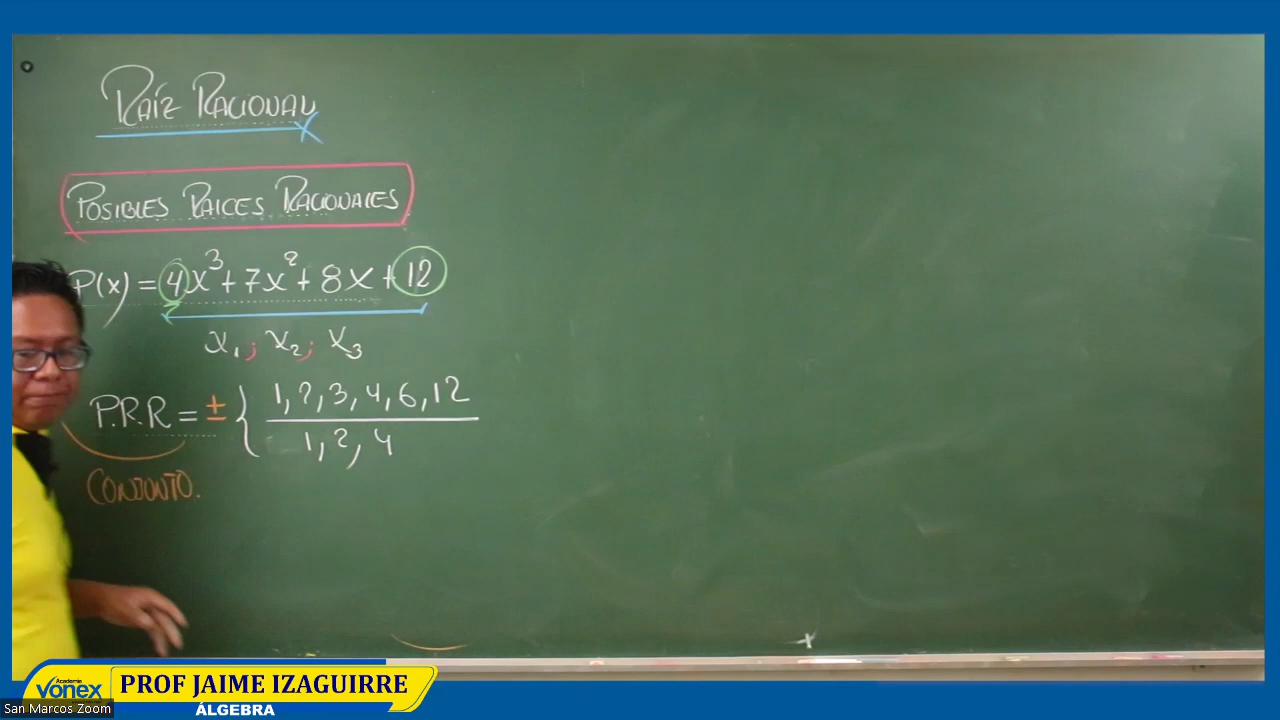 RAÍZ RACIONAL
POSIBLES RAICES RACIONALES
P(x) = 4x³ + 7x² + 8x + 12
x₁ ; x₂ ; x₃
P.R.R = ± { 1, 2, 3, 4, 6, 12
1, 2, 4
CONJUNTO.
Academia
VONEX
PROF JAIME IZAGUIRRE
ÁLGEBRA
San Marcos Zoom